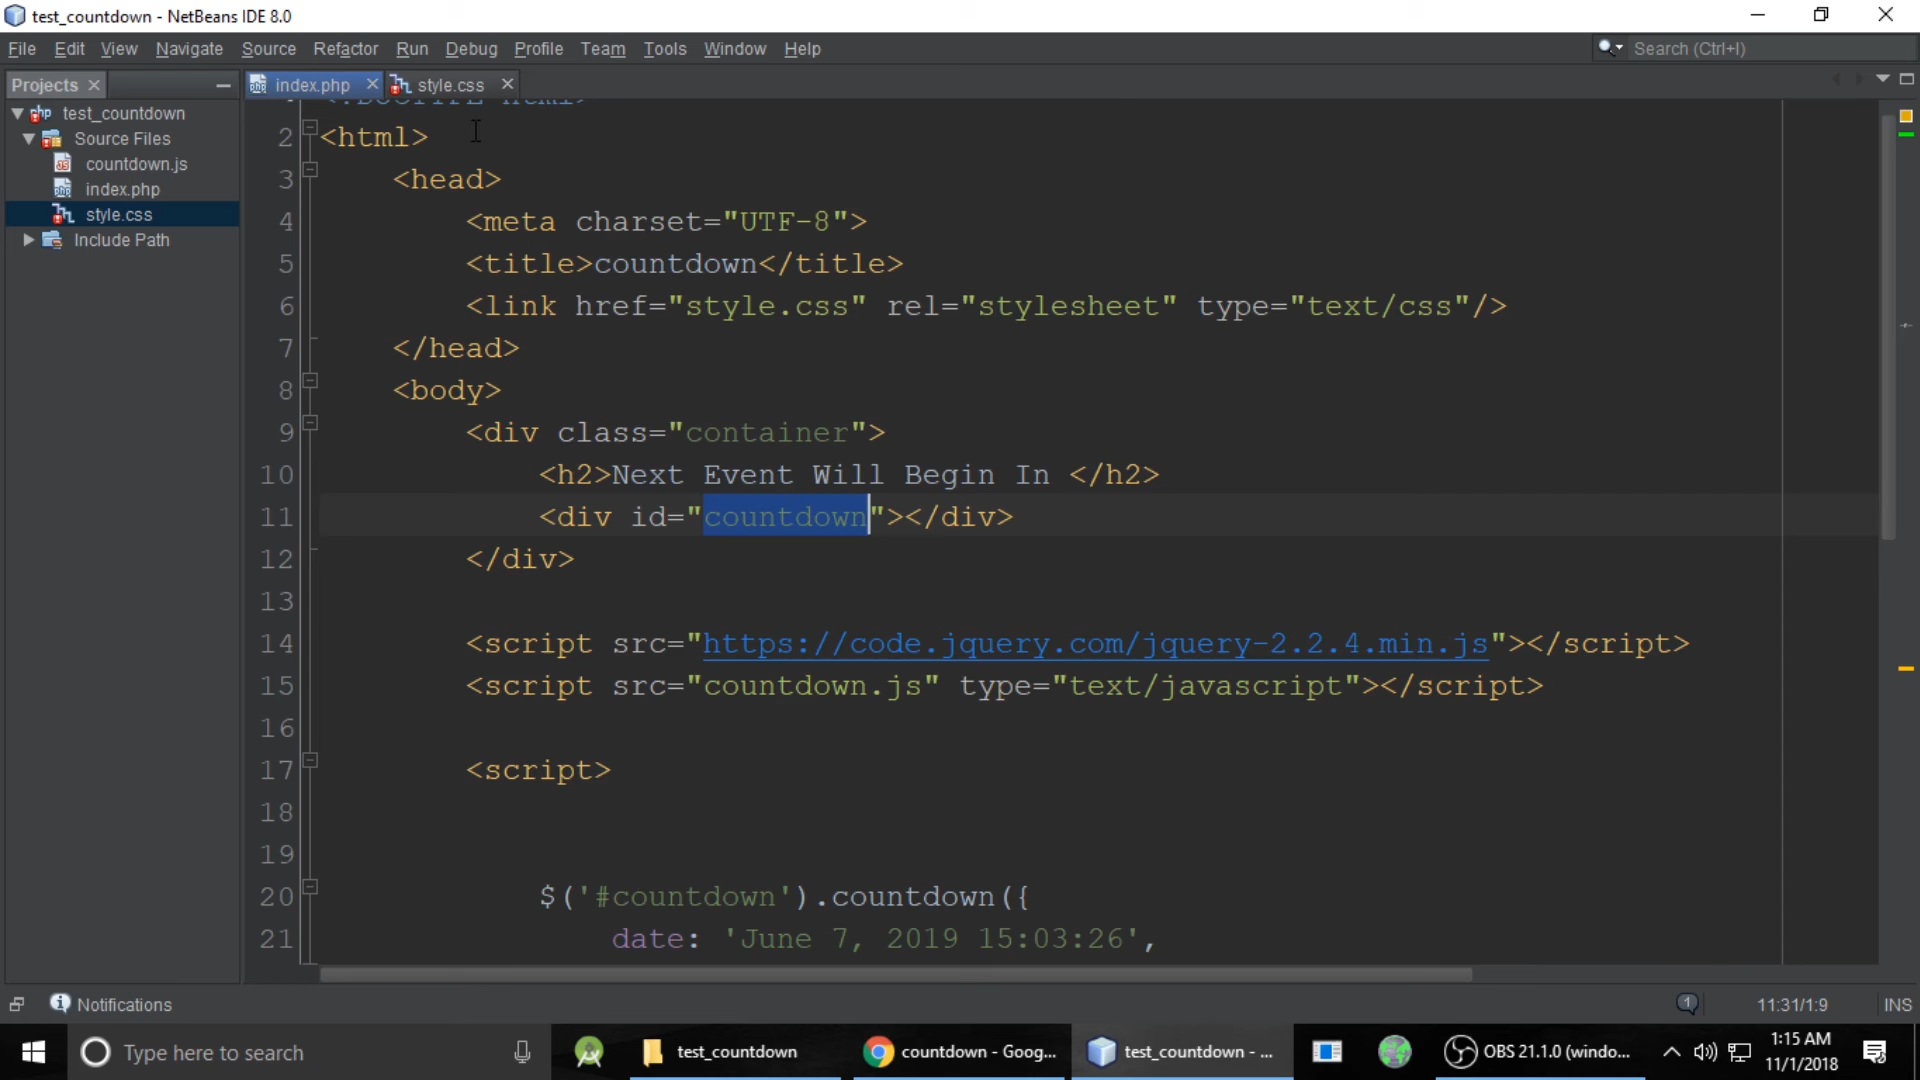 test_countdown - NetBeans IDE 8.0
File Edit View Navigate Source Refactor Run Debug Profile Team Tools Window Help
Search (Ctrl+I)
Projects
index.php
style.css
test_countdown
Source Files
countdown.js
index.php
style.css
Include Path
<!DOCTYPE html>
2 <html>
3 <head>
4 <meta charset="UTF-8">
5 <title>countdown</title>
6 <link href="style.css" rel="stylesheet" type="text/css"/>
7 </head>
8 <body>
9 <div class="container">
10 <h2>Next Event Will Begin In </h2>
11 <div id="countdown"></div>
12 </div>
13
14 <script src="https://code.jquery.com/jquery-2.2.4.min.js"></script>
15 <script src="countdown.js" type="text/javascript"></script>
16
17 <script>
18
19
20 $('#countdown').countdown({
21 date: 'June 7, 2019 15:03:26',
Notifications
1
11:31/1:9
INS
Type here to search
test_countdown
countdown - Goog...
test_countdown - ...
OBS 21.1.0 (windo...
1:15 AM
11/1/2018